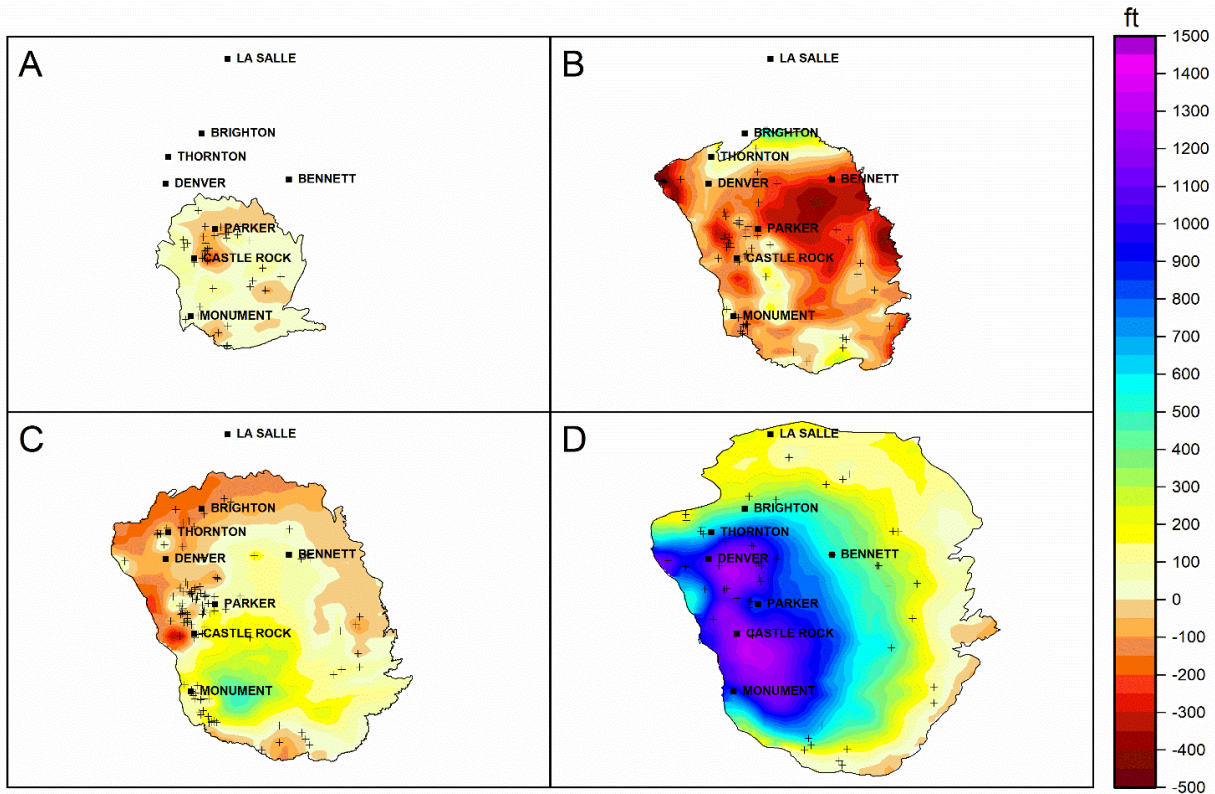 ft
A
LA SALLE
BRIGHTON
THORNTON
DENVER
BENNETT
PARKER
CASTLE ROCK
MONUMENT
B
LA SALLE
BRIGHTON
THORNTON
DENVER
BENNETT
PARKER
CASTLE ROCK
MONUMENT
C
LA SALLE
BRIGHTON
THORNTON
DENVER
BENNETT
PARKER
CASTLE ROCK
MONUMENT
D
LA SALLE
BRIGHTON
THORNTON
DENVER
BENNETT
PARKER
CASTLE ROCK
MONUMENT
1500
1400
1300
1200
1100
1000
900
800
700
600
500
400
300
200
100
0
-100
-200
-300
-400
-500